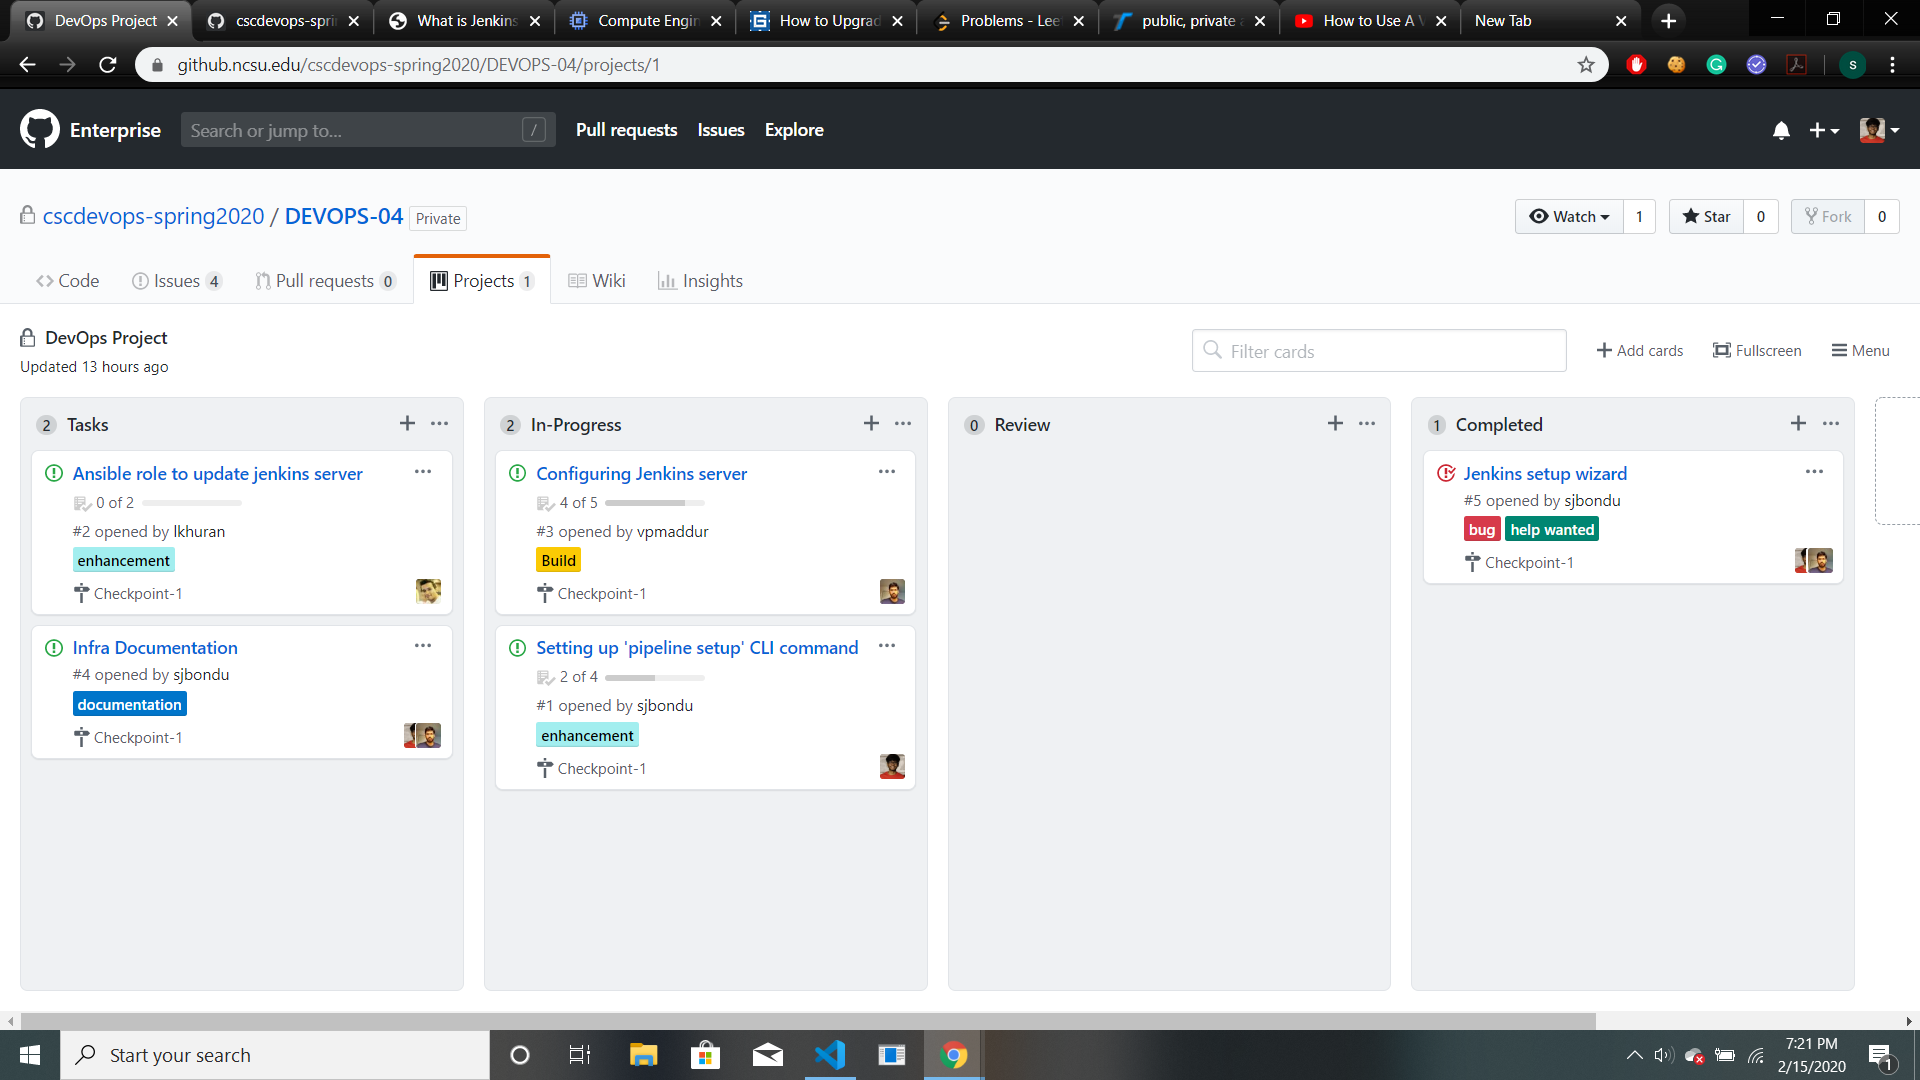 DevOps Project
cscdevops-sprin
What is Jenkins
Compute Engin
How to Upgrad
Problems - Lee
public, private a
How to Use A V
New Tab
github.ncsu.edu/cscdevops-spring2020/DEVOPS-04/projects/1
s
Enterprise
Search or jump to...
/
Pull requests
Issues
Explore
cscdevops-spring2020 / DEVOPS-04 Private
Watch 1
Star 0
Fork 0
Code
Issues 4
Pull requests 0
Projects 1
Wiki
Insights
DevOps Project
Updated 13 hours ago
Filter cards
Add cards
Fullscreen
Menu
2 Tasks
Ansible role to update jenkins server
0 of 2
#2 opened by lkhuran
enhancement
Checkpoint-1
Infra Documentation
#4 opened by sjbondu
documentation
Checkpoint-1
2 In-Progress
Configuring Jenkins server
4 of 5
#3 opened by vpmaddur
Build
Checkpoint-1
Setting up 'pipeline setup' CLI command
2 of 4
#1 opened by sjbondu
enhancement
Checkpoint-1
0 Review
1 Completed
Jenkins setup wizard
#5 opened by sjbondu
bug help wanted
Checkpoint-1
Start your search
7:21 PM
2/15/2020
1